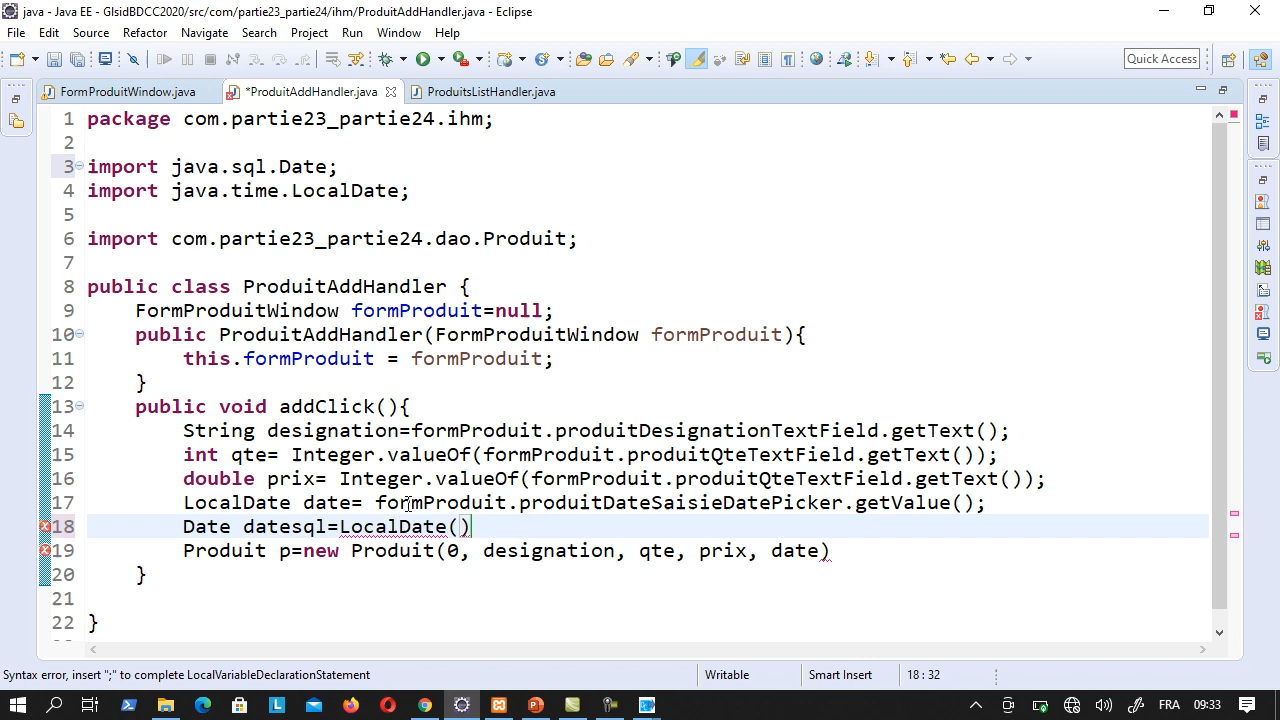 java - Java EE - GlsidBDCC2020/src/com/partie23_partie24/ihm/ProduitAddHandler.java - Eclipse
File Edit Source Refactor Navigate Search Project Run Window Help
Quick Access
FormProduitWindow.java *ProduitAddHandler.java ProduitsListHandler.java
1 package com.partie23_partie24.ihm;
2
3 import java.sql.Date;
4 import java.time.LocalDate;
5
6 import com.partie23_partie24.dao.Produit;
7
8 public class ProduitAddHandler {
9 FormProduitWindow formProduit=null;
10 public ProduitAddHandler(FormProduitWindow formProduit){
11 this.formProduit = formProduit;
12 }
13 public void addClick(){
14 String designation=formProduit.produitDesignationTextField.getText();
15 int qte= Integer.valueOf(formProduit.produitQteTextField.getText());
16 double prix= Integer.valueOf(formProduit.produitQteTextField.getText());
17 LocalDate date= formProduit.produitDateSaisieDatePicker.getValue();
18 Date datesql=LocalDate()
19 Produit p=new Produit(0, designation, qte, prix, date)
20 }
21
22 }
Syntax error, insert ";" to complete LocalVariableDeclarationStatement Writable Smart Insert 18 : 32
FRA 09:33